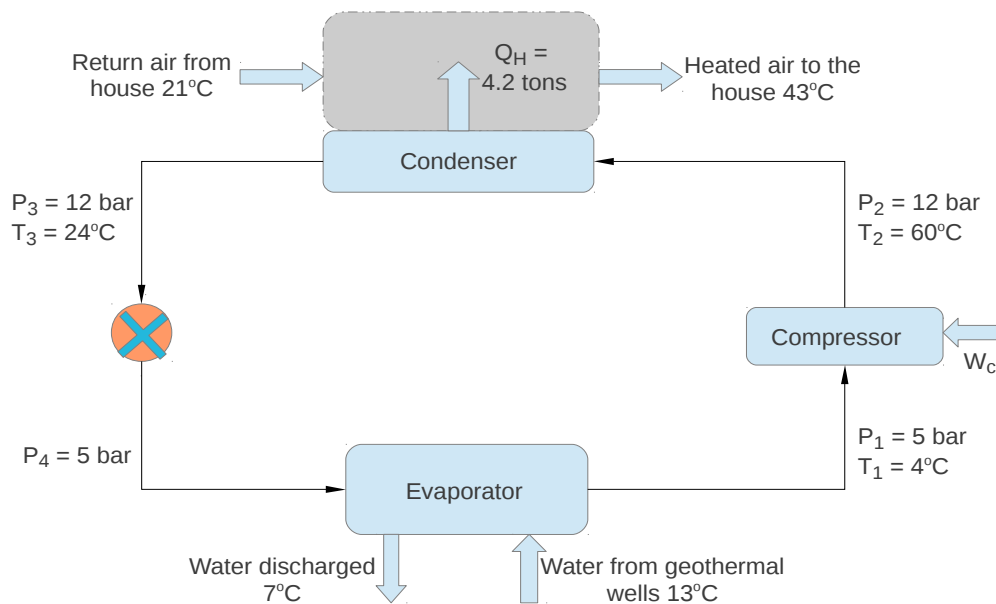 Return air from
house 21°C
Q_H =
4.2 tons
Heated air to the
house 43°C
Condenser
P_3 = 12 bar
T_3 = 24°C
P_2 = 12 bar
T_2 = 60°C
Compressor
W_c
P_4 = 5 bar
Evaporator
P_1 = 5 bar
T_1 = 4°C
Water discharged
7°C
Water from geothermal
wells 13°C